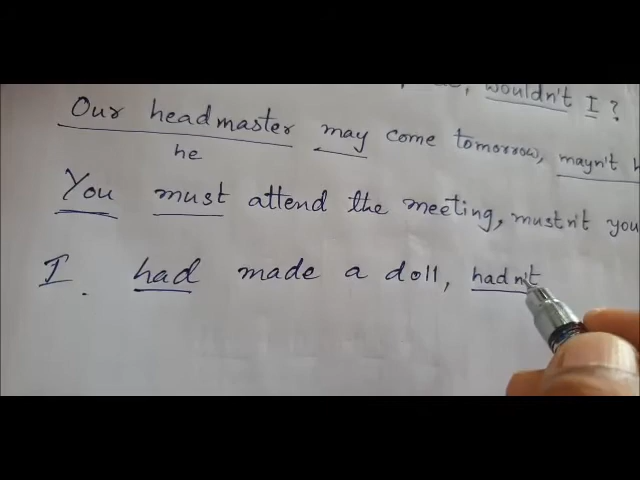 wouldn't I?
Our headmaster may come tomorrow, mayn't
he
You must attend the meeting, mustn't you
I had made a doll, hadn't